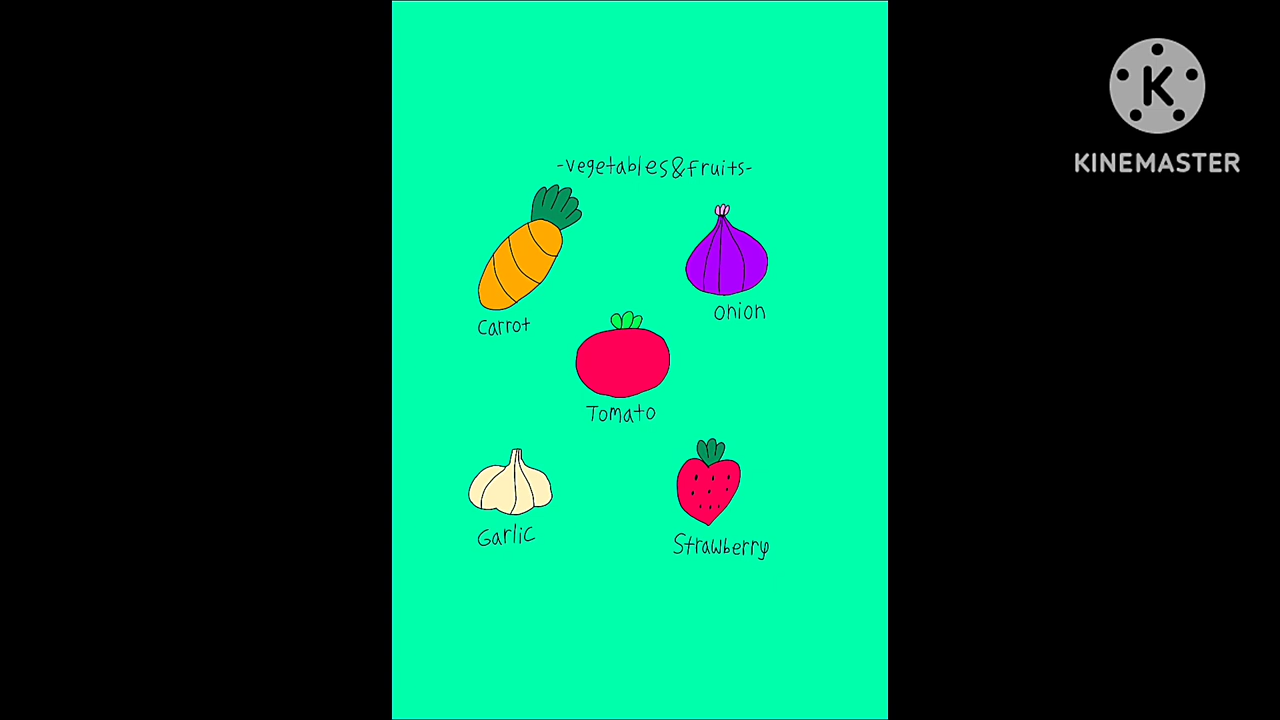 -vegetables&Fruits-
Carrot
onion
Tomato
Garlic
Strawberry
K
KINEMASTER